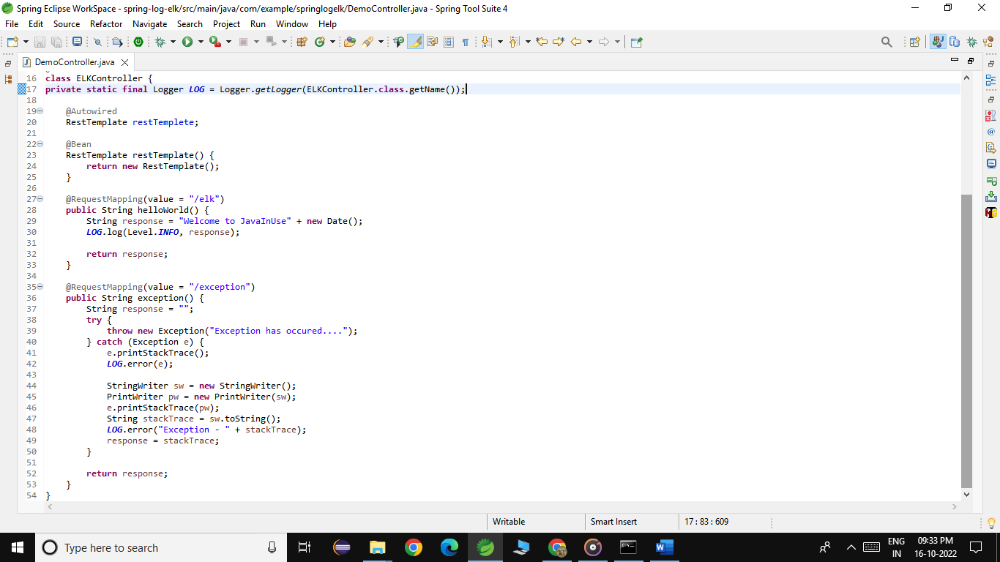 Spring Eclipse WorkSpace - spring-log-elk/src/main/java/com/example/springlogelk/DemoController.java - Spring Tool Suite 4
File Edit Source Refactor Navigate Search Project Run Window Help
DemoController.java
16 class ELKController {
17 private static final Logger LOG = Logger.getLogger(ELKController.class.getName());
18
19 @Autowired
20 RestTemplate restTemplete;
21
22 @Bean
23 RestTemplate restTemplate() {
24 return new RestTemplate();
25 }
26
27 @RequestMapping(value = "/elk")
28 public String helloWorld() {
29 String response = "Welcome to JavaInUse" + new Date();
30 LOG.log(Level.INFO, response);
31
32 return response;
33 }
34
35 @RequestMapping(value = "/exception")
36 public String exception() {
37 String response = "";
38 try {
39 throw new Exception("Exception has occured....");
40 } catch (Exception e) {
41 e.printStackTrace();
42 LOG.error(e);
43
44 StringWriter sw = new StringWriter();
45 PrintWriter pw = new PrintWriter(sw);
46 e.printStackTrace(pw);
47 String stackTrace = sw.toString();
48 LOG.error("Exception - " + stackTrace);
49 response = stackTrace;
50 }
51
52 return response;
53 }
54 }
Writable Smart Insert 17 : 83 : 609
Type here to search
ENG 09:33 PM
IN 16-10-2022